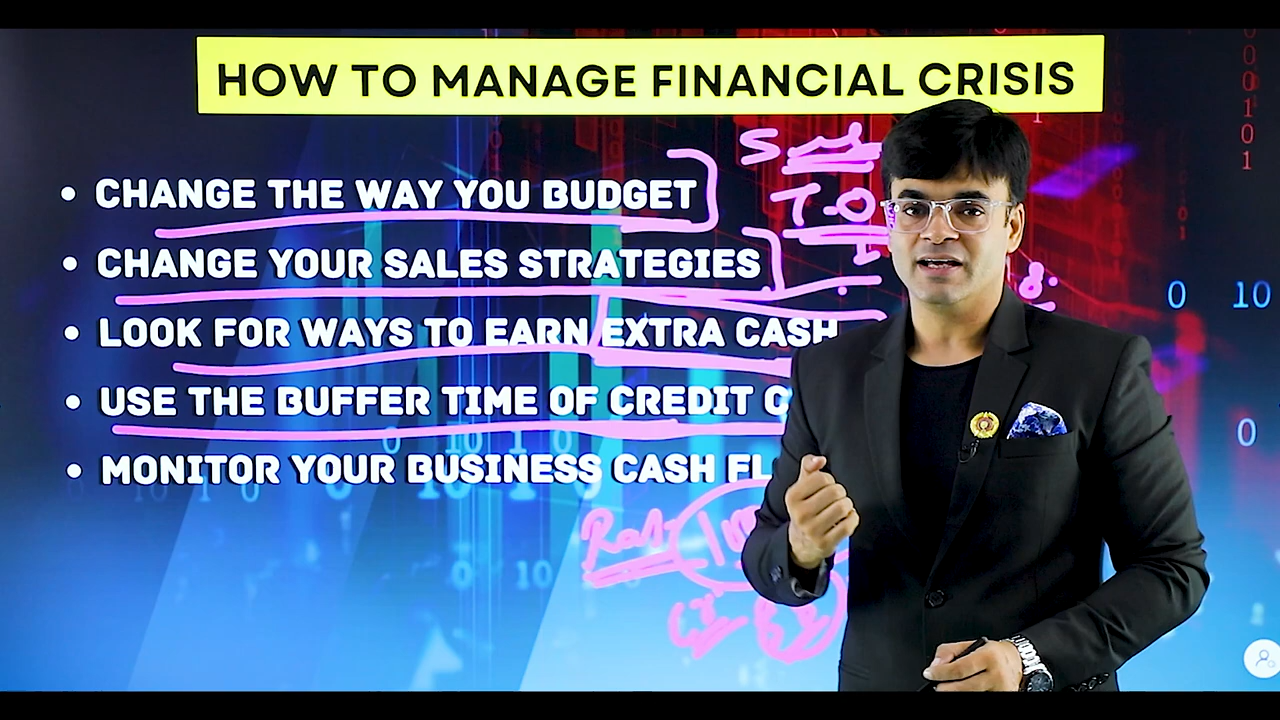 HOW TO MANAGE FINANCIAL CRISIS
• CHANGE THE WAY YOU BUDGET
• CHANGE YOUR SALES STRATEGIES
• LOOK FOR WAYS TO EARN EXTRA CASH
• USE THE BUFFER TIME OF CREDIT C
• MONITOR YOUR BUSINESS CASH FL
T.O